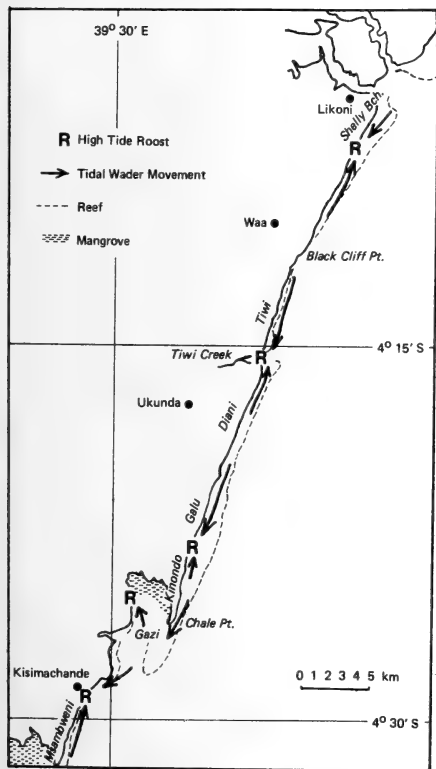 39° 30' E
Likoni
Shelly Bch.
R High Tide Roost
R
Tidal Wader Movement
Reef
Waa
Mangrove
Black Cliff Pt.
Tiwi
Tiwi Creek
R
4° 15' S
Ukunda
Diani
Galu
R
Kinondo
R
Chale Pt.
Gazi
Kisimachande
R
0 1 2 3 4 5 km
Msambweni
4° 30' S